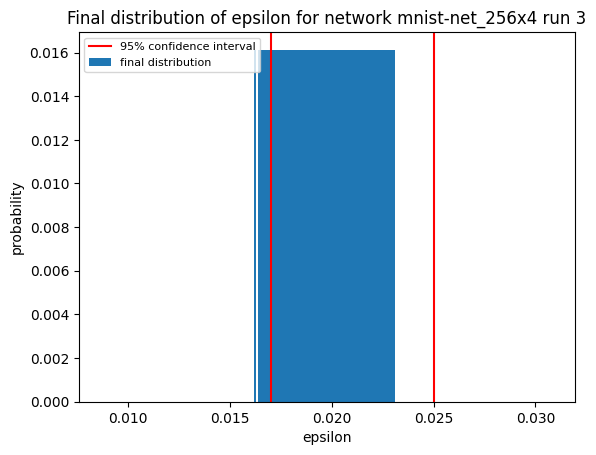 Final distribution of epsilon for network mnist-net_256x4 run 3
95% confidence interval
final distribution
0.016
0.014
0.012
0.010
0.008
0.006
0.004
0.002
0.000
probability
0.010 0.015 0.020 0.025 0.030
epsilon